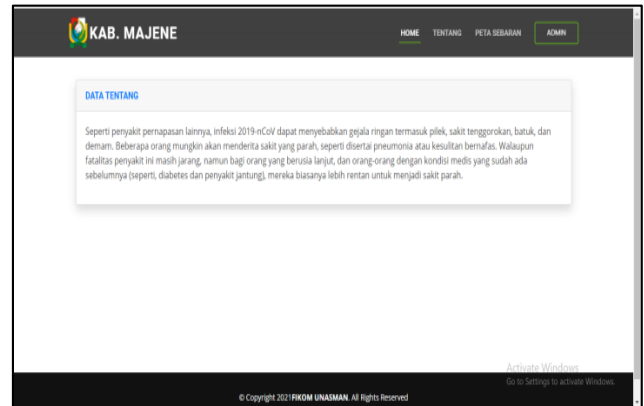 KAB. MAJENE
HOME TENTANG PETA SEBARAN ADMIN
DATA TENTANG
Seperti penyakit pernapasan lainnya, infeksi 2019-nCoV dapat menyebabkan gejala ringan termasuk pilek, sakit tenggorokan, batuk, dan
demam. Beberapa orang mungkin akan menderita sakit yang parah, seperti disertai pneumonia atau kesulitan bernafas. Walaupun
fatalitas penyakit ini masih jarang, namun bagi orang yang berusia lanjut, dan orang-orang dengan kondisi medis yang sudah ada
sebelumnya (seperti, diabetes dan penyakit jantung), mereka biasanya lebih rentan untuk menjadi sakit parah.
Activate Windows
Go to Settings to activate Windows.
© Copyright 2021FIKOM UNASMAN. All Rights Reserved